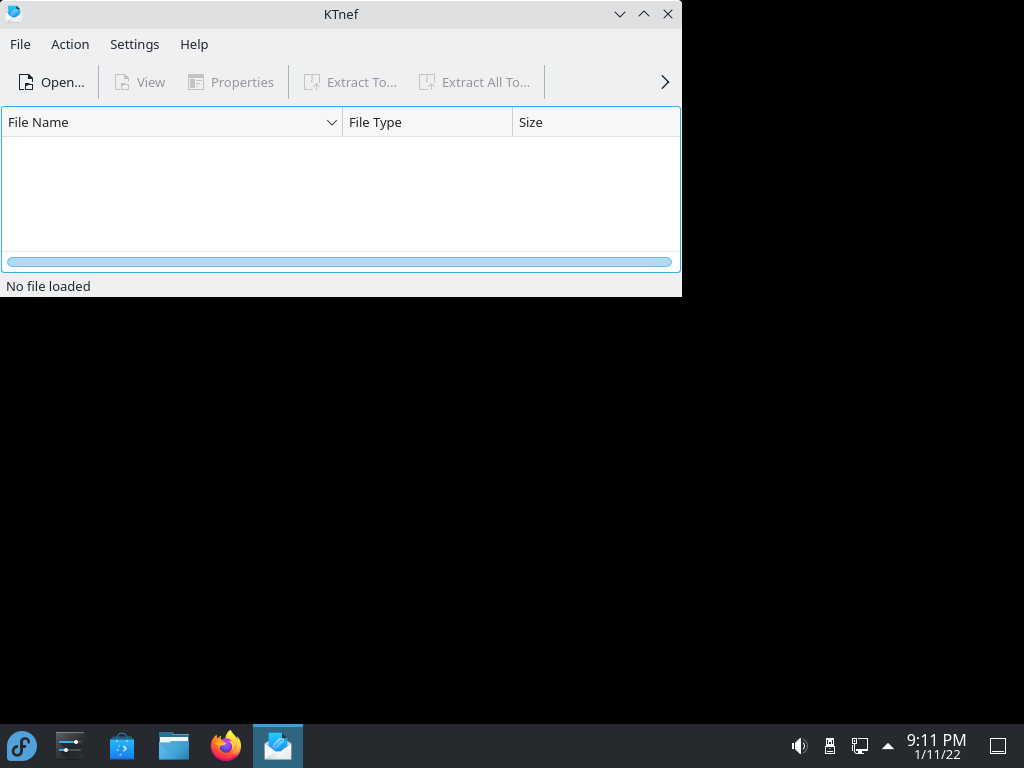 KTnef
File Action Settings Help
Open... View Properties Extract To... Extract All To...
File Name File Type Size
No file loaded
9:11 PM
1/11/22